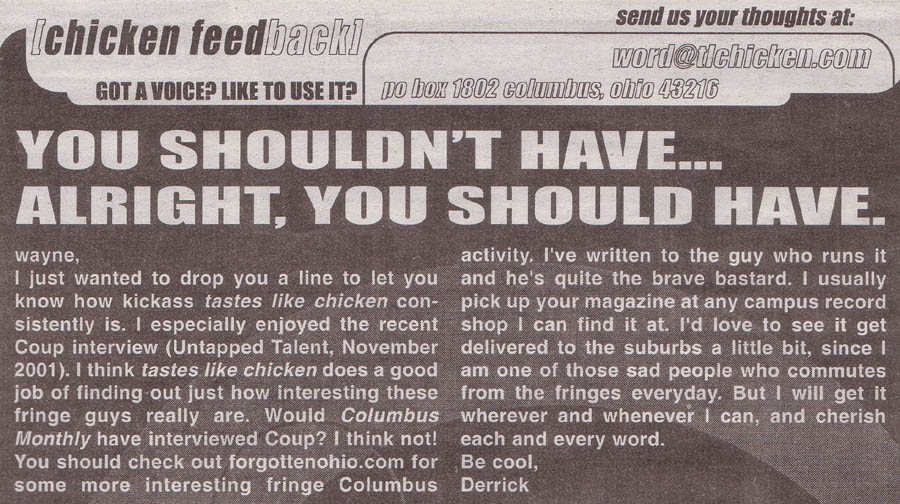 [chicken feedback]
send us your thoughts at:
word@tlchicken.com
GOT A VOICE? LIKE TO USE IT?
po box 1802 columbus, ohio 43216
YOU SHOULDN'T HAVE...
ALRIGHT, YOU SHOULD HAVE.
wayne,
I just wanted to drop you a line to let you
know how kickass tastes like chicken con-
sistently is. I especially enjoyed the recent
Coup interview (Untapped Talent, November
2001). I think tastes like chicken does a good
job of finding out just how interesting these
fringe guys really are. Would Columbus
Monthly have interviewed Coup? I think not!
You should check out forgottenohio.com for
some more interesting fringe Columbus
activity. I've written to the guy who runs it
and he's quite the brave bastard. I usually
pick up your magazine at any campus record
shop I can find it at. I'd love to see it get
delivered to the suburbs a little bit, since I
am one of those sad people who commutes
from the fringes everyday. But I will get it
wherever and whenever I can, and cherish
each and every word.
Be cool,
Derrick